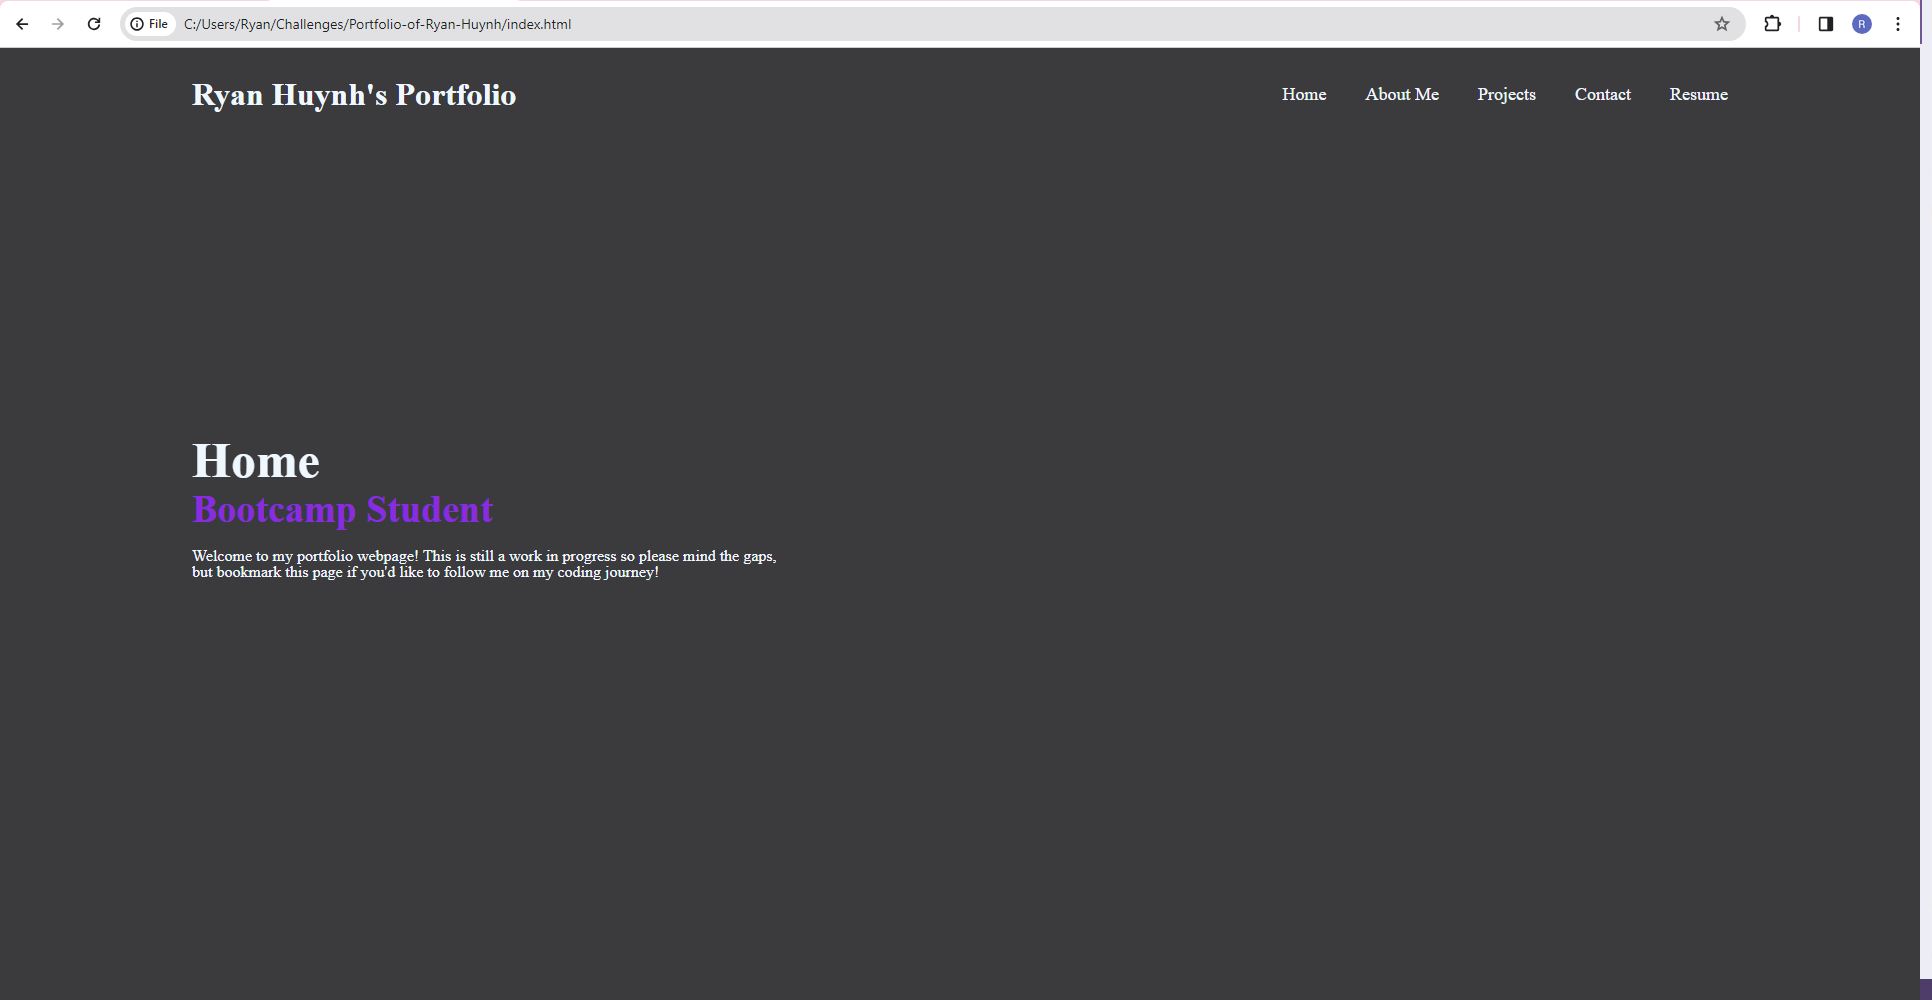 File C:/Users/Ryan/Challenges/Portfolio-of-Ryan-Huynh/index.html R
Ryan Huynh's Portfolio Home About Me Projects Contact Resume
Home
Bootcamp Student
Welcome to my portfolio webpage! This is still a work in progress so please mind the gaps,
but bookmark this page if you'd like to follow me on my coding journey!